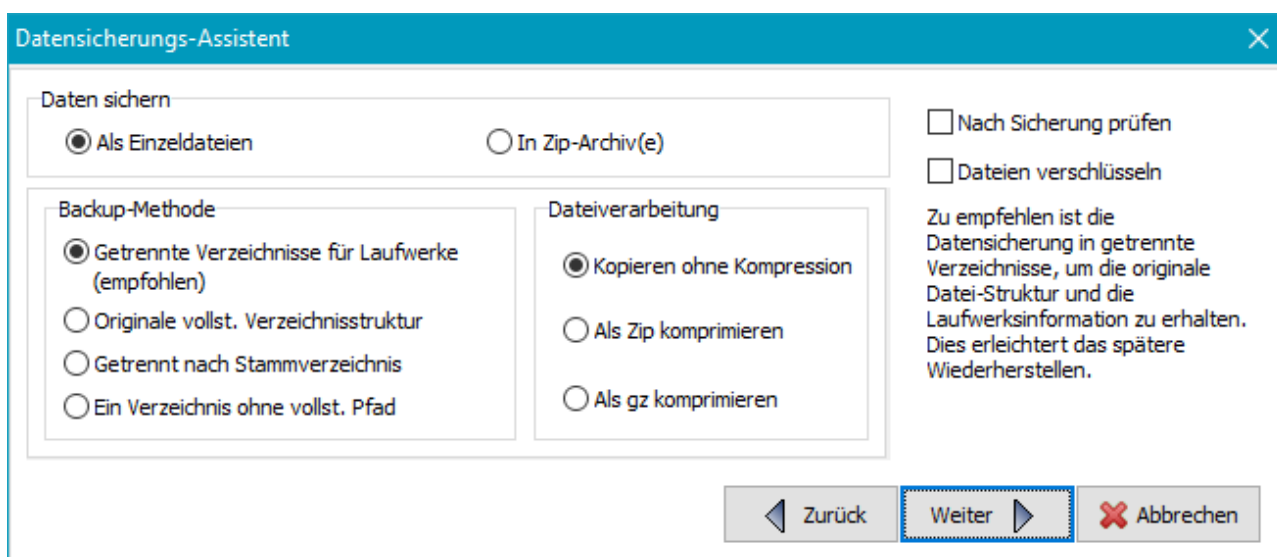 Datensicherungs-Assistent
Daten sichern
Als Einzeldateien
In Zip-Archiv(e)
Backup-Methode
Getrennte Verzeichnisse für Laufwerke
(empfohlen)
Originale vollst. Verzeichnisstruktur
Getrennt nach Stammverzeichnis
Ein Verzeichnis ohne vollst. Pfad
Dateiverarbeitung
Kopieren ohne Kompression
Als Zip komprimieren
Als gz komprimieren
Nach Sicherung prüfen
Dateien verschlüsseln
Zu empfehlen ist die
Datensicherung in getrennte
Verzeichnisse, um die originale
Datei-Struktur und die
Laufwerksinformation zu erhalten.
Dies erleichtert das spätere
Wiederherstellen.
Zurück
Weiter
Abbrechen